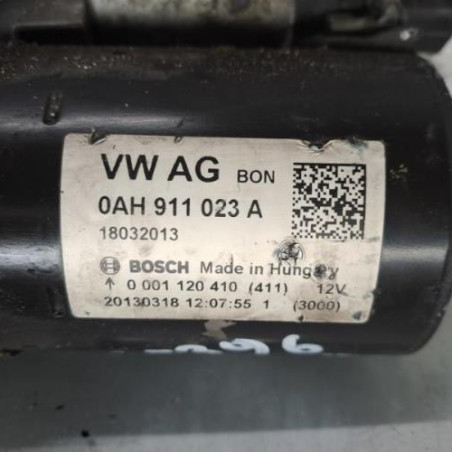 VW AG BON
0AH 911 023 A
18032013
BOSCH Made in Hungary
↑ 0 001 120 410 (411) 12V
20130318 12:07:55 1 (3000)